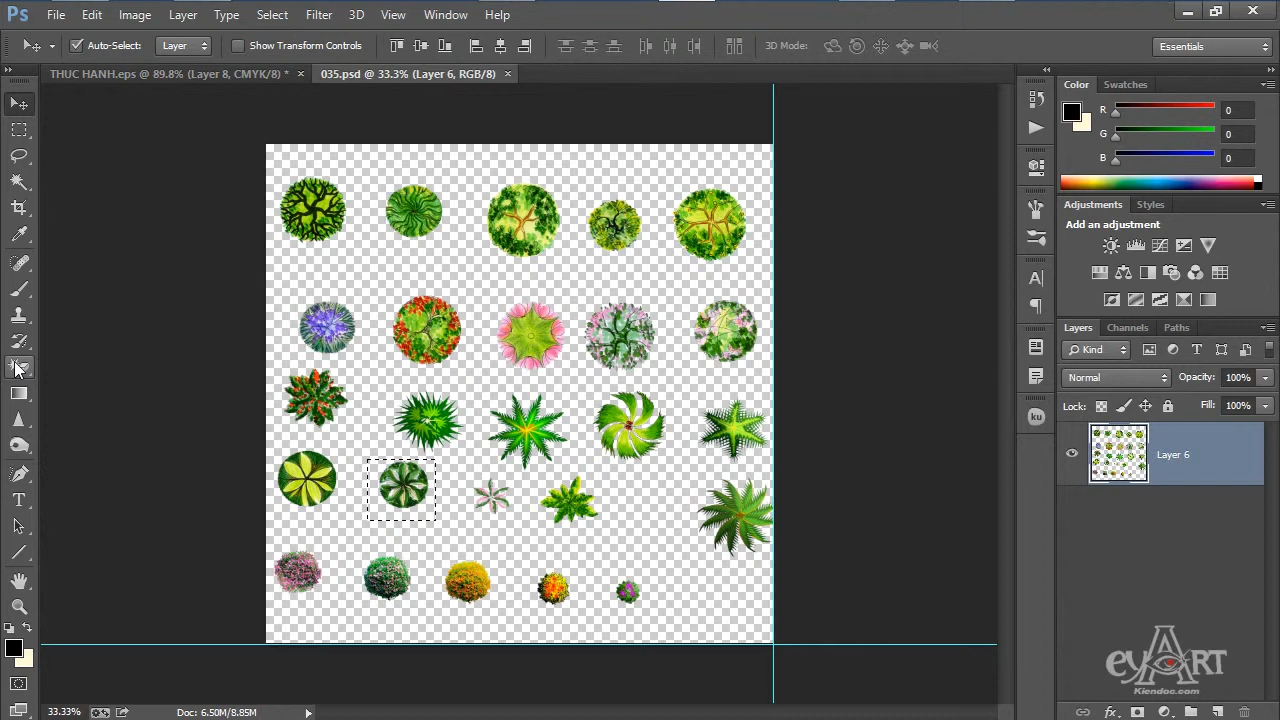 Ps File Edit Image Layer Type Select Filter 3D View Window Help
Auto-Select: Layer Show Transform Controls 3D Mode: Essentials
THUC HANH.eps @ 89.8% (Layer 8, CMYK/8) * × 035.psd @ 33.3% (Layer 6, RGB/8) ×
Color Swatches
R 0
G 0
B 0
Adjustments Styles
Add an adjustment
Layers Channels Paths
Kind
Normal Opacity: 100%
Lock: Fill: 100%
Layer 6
ku
eyART
Kiendoc.com
33.33% Doc: 6.50M/8.85M